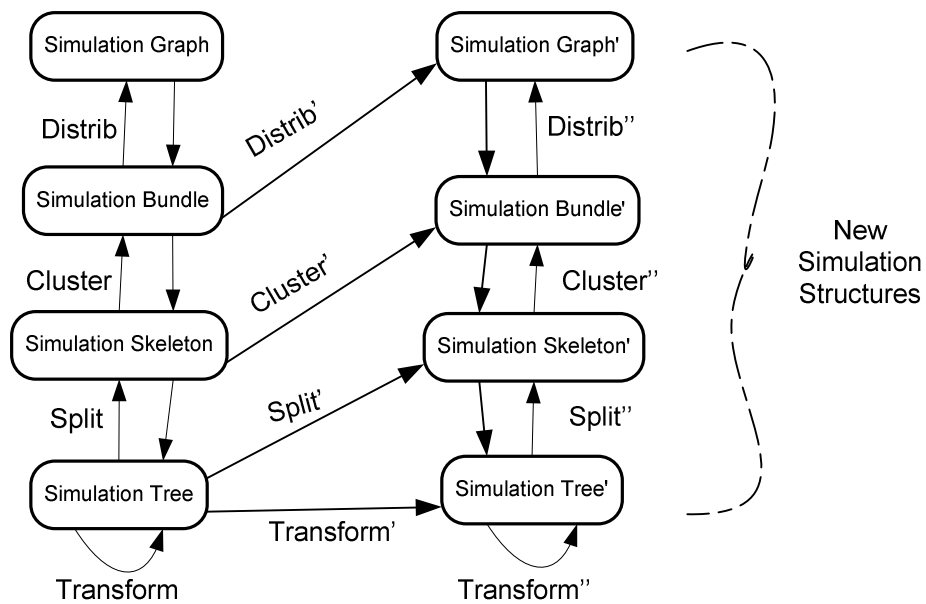 Simulation Graph
Simulation Graph'
Distrib
Distrib’
Distrib’’
Simulation Bundle
Simulation Bundle'
Cluster
Cluster’
Cluster’’
New
Simulation
Structures
Simulation Skeleton
Simulation Skeleton'
Split
Split’
Split’’
Simulation Tree
Simulation Tree'
Transform’
Transform
Transform’’